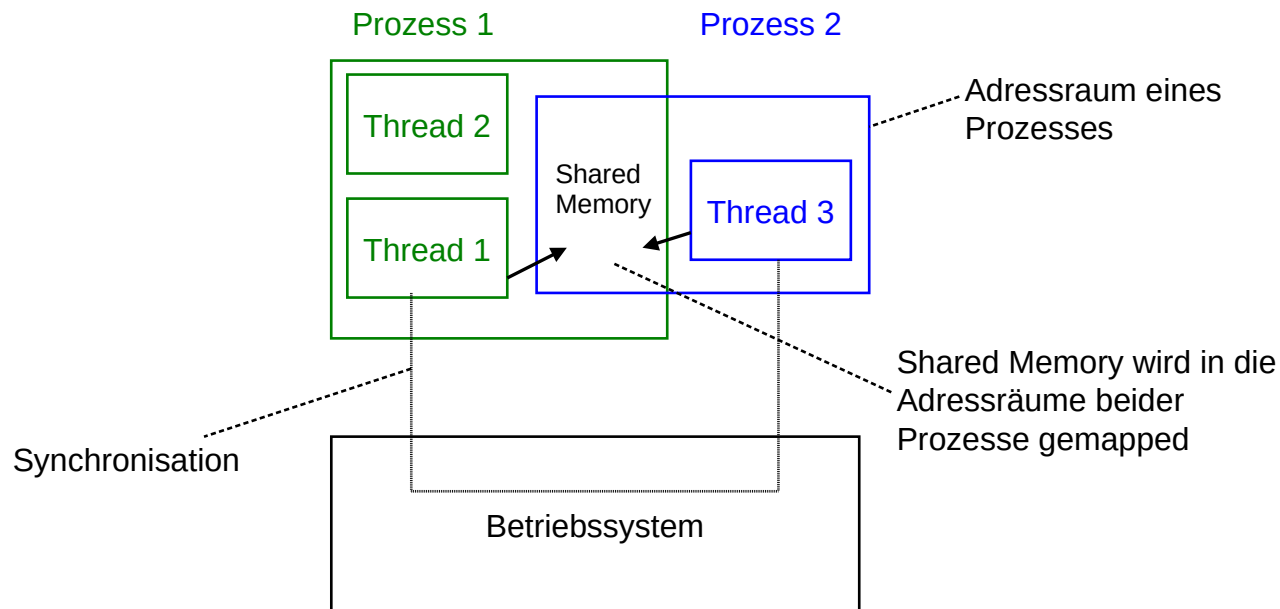 Prozess 1
Prozess 2
Adressraum eines
Prozesses
Thread 2
Shared
Memory
Thread 3
Thread 1
Shared Memory wird in die
Adressräume beider
Prozesse gemapped
Synchronisation
Betriebssystem